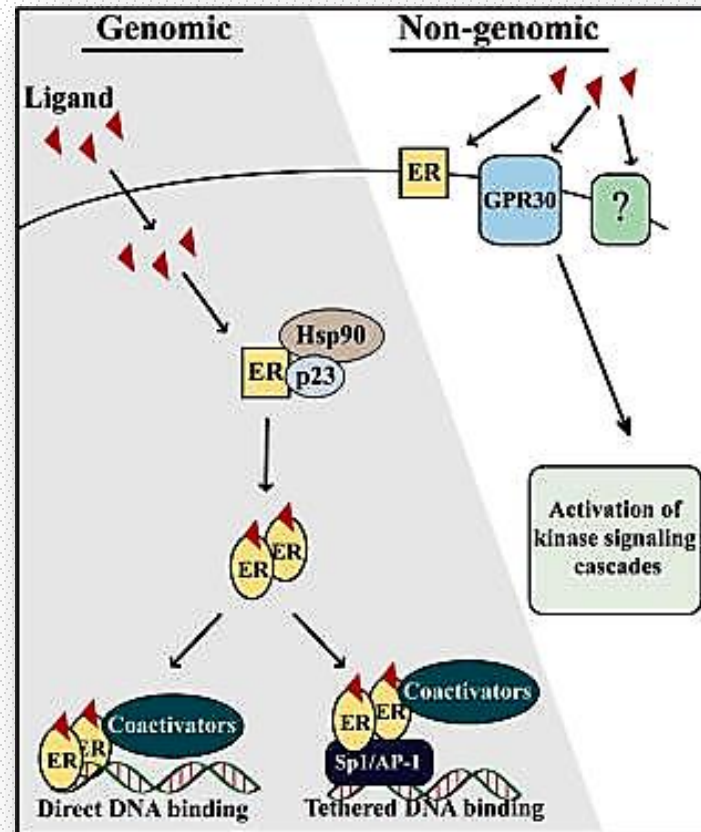 Genomic
Non-genomic
Ligand
ER
GPR30
?
Hsp90
ER
p23
Activation of
kinase signaling
cascades
ER
ER
Coactivators
ER
ER
Direct DNA binding
Coactivators
ER
ER
Sp1/AP-1
Tethered DNA binding